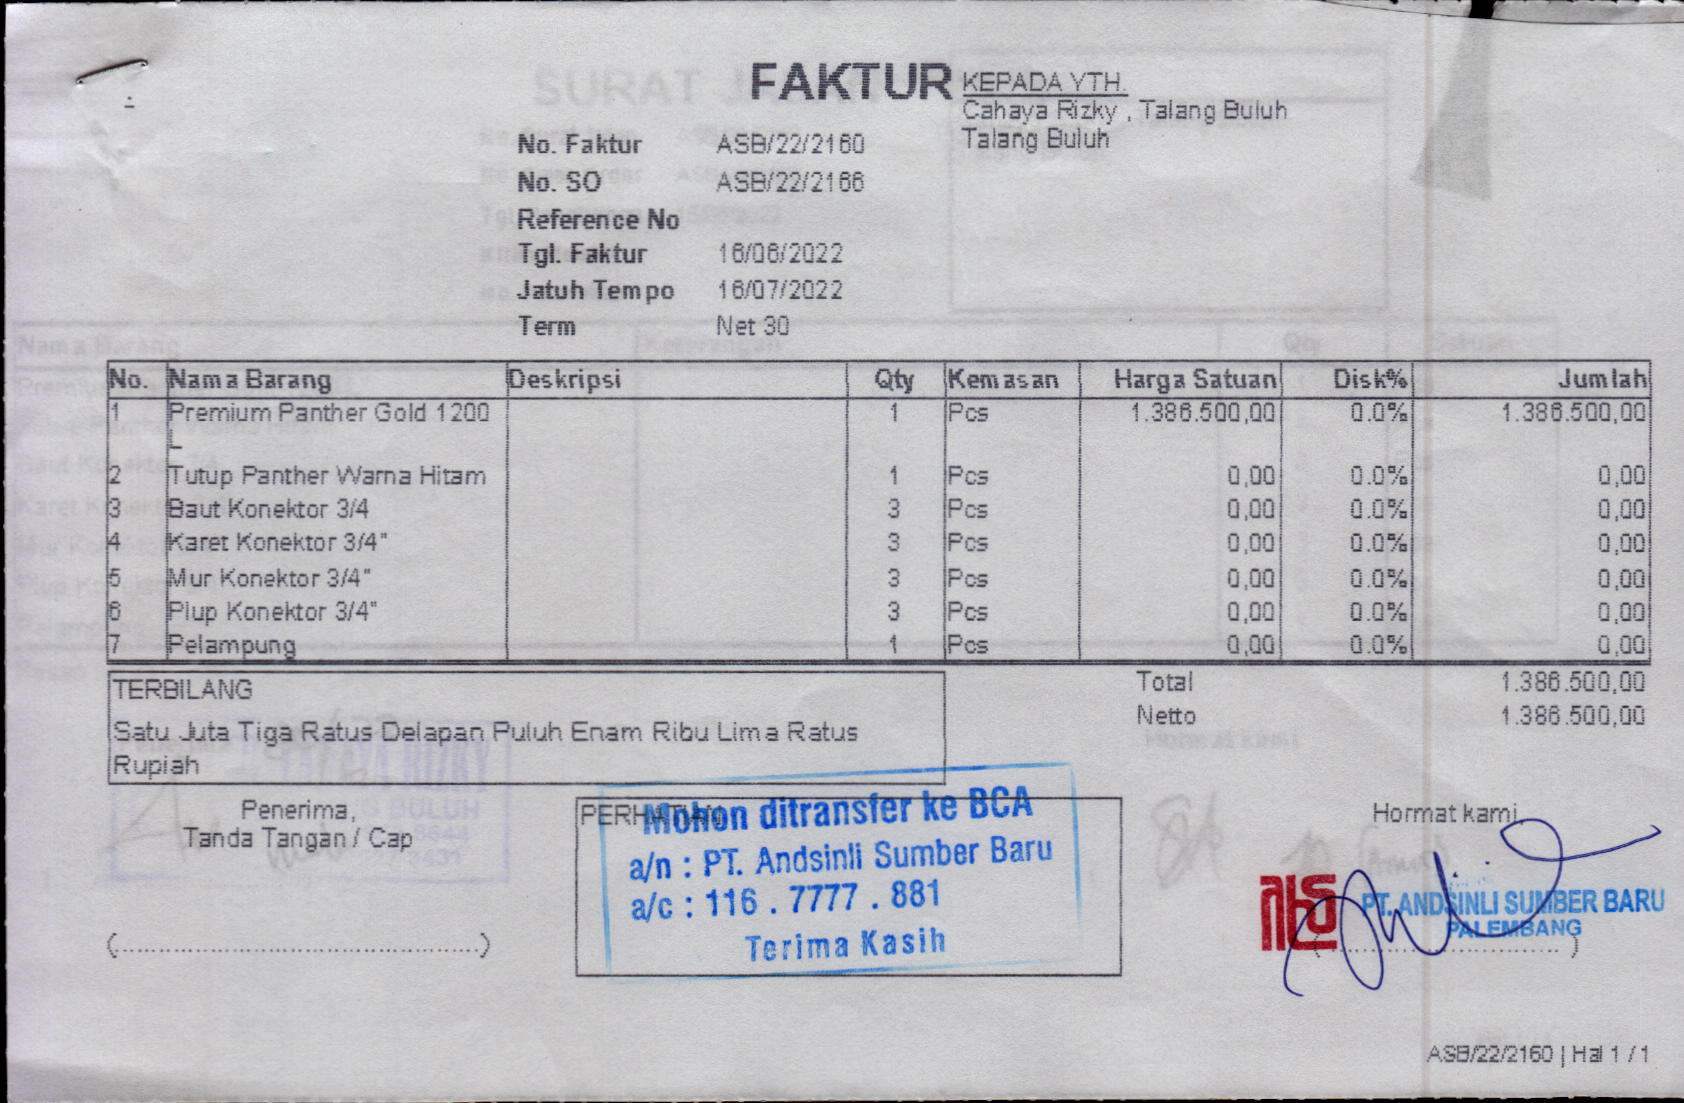 FAKTUR
KEPADA YTH.
Cahaya Rizky , Talang Buluh
Talang Buluh
No. Faktur ASB/22/2160
No. SO ASB/22/2166
Reference No
Tgl. Faktur 16/06/2022
Jatuh Tempo 16/07/2022
Term Net 30
No. Nama Barang Deskripsi Qty Kemasan Harga Satuan Disk% Jumlah
1 Premium Panther Gold 1200 1 Pcs 1.386.500,00 0.0% 1.386.500,00
L
2 Tutup Panther Warna Hitam 1 Pcs 0,00 0.0% 0,00
3 Baut Konektor 3/4 3 Pcs 0,00 0.0% 0,00
4 Karet Konektor 3/4" 3 Pcs 0,00 0.0% 0,00
5 Mur Konektor 3/4" 3 Pcs 0,00 0.0% 0,00
6 Plup Konektor 3/4" 3 Pcs 0,00 0.0% 0,00
7 Pelampung 1 Pcs 0,00 0.0% 0,00
Total 1.386.500,00
Netto 1.386.500,00
TERBILANG
Satu Juta Tiga Ratus Delapan Puluh Enam Ribu Lima Ratus
Rupiah
Penerima,
Tanda Tangan / Cap
(.......................................)
PERHATIAN
Mohon ditransfer ke BCA
a/n : PT. Andsinli Sumber Baru
a/c : 116 . 7777 . 881
Terima Kasih
Hormat kami,
PT. ANDSINLI SUMBER BARU
PALEMBANG
ASB/22/2160 | Hal 1 / 1